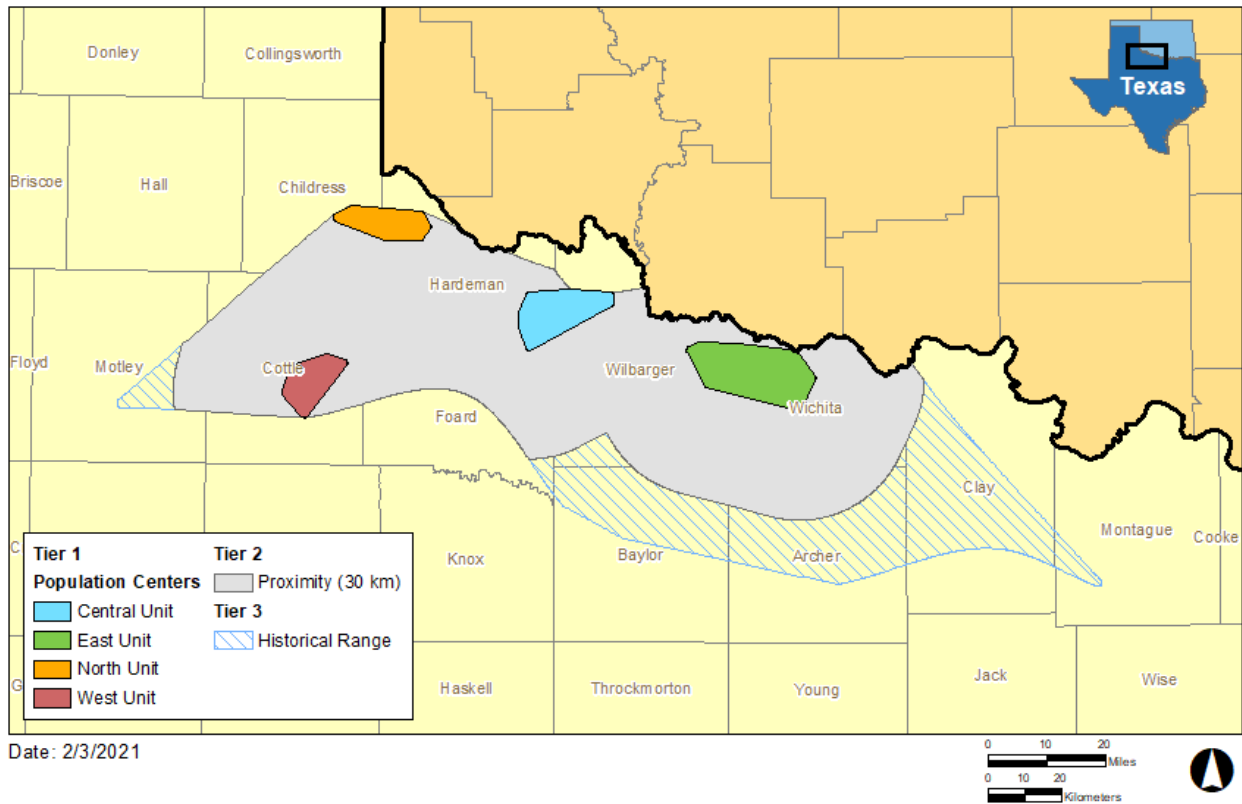 Donley
Collingsworth
Texas
Briscoe
Hall
Childress
Hardeman
Floyd
Motley
Cottle
Wilbarger
Foard
Wichita
Clay
Montague
Cooke
Knox
Baylor
Archer
Haskell
Throckmorton
Young
Jack
Wise
C
G
Tier 1
Population Centers
Central Unit
East Unit
North Unit
West Unit
Tier 2
Proximity (30 km)
Tier 3
Historical Range
Date: 2/3/2021
0 10 20
Miles
0 10 20
Kilometers